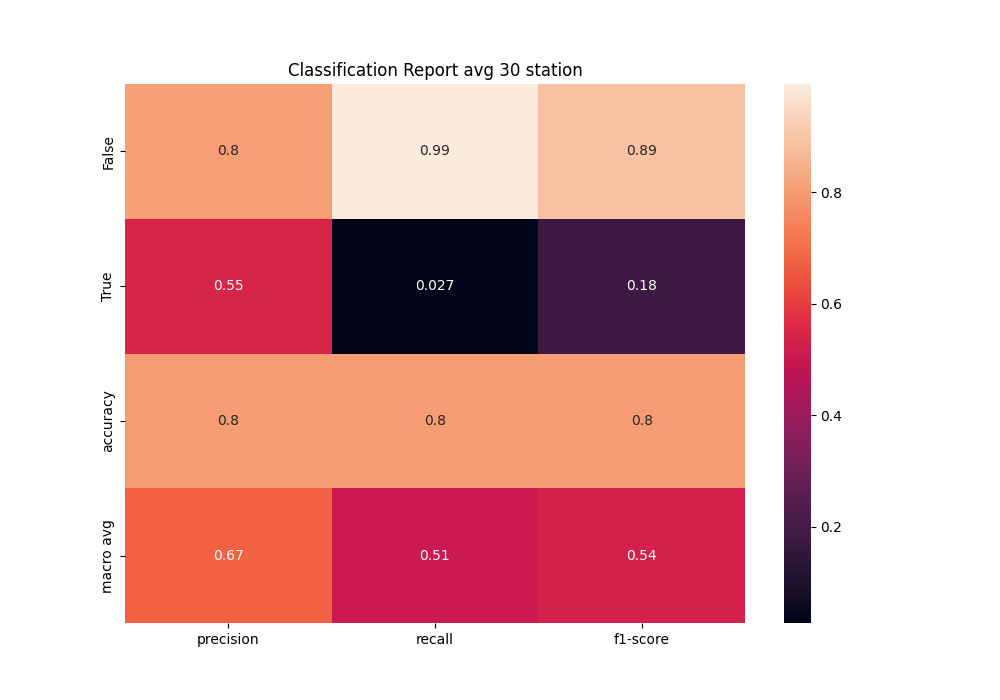 Classification Report avg 30 station
False
0.8
0.99
0.89
True
0.55
0.027
0.18
accuracy
0.8
0.8
0.8
macro avg
0.67
0.51
0.54
precision
recall
f1-score
0.8
0.6
0.4
0.2